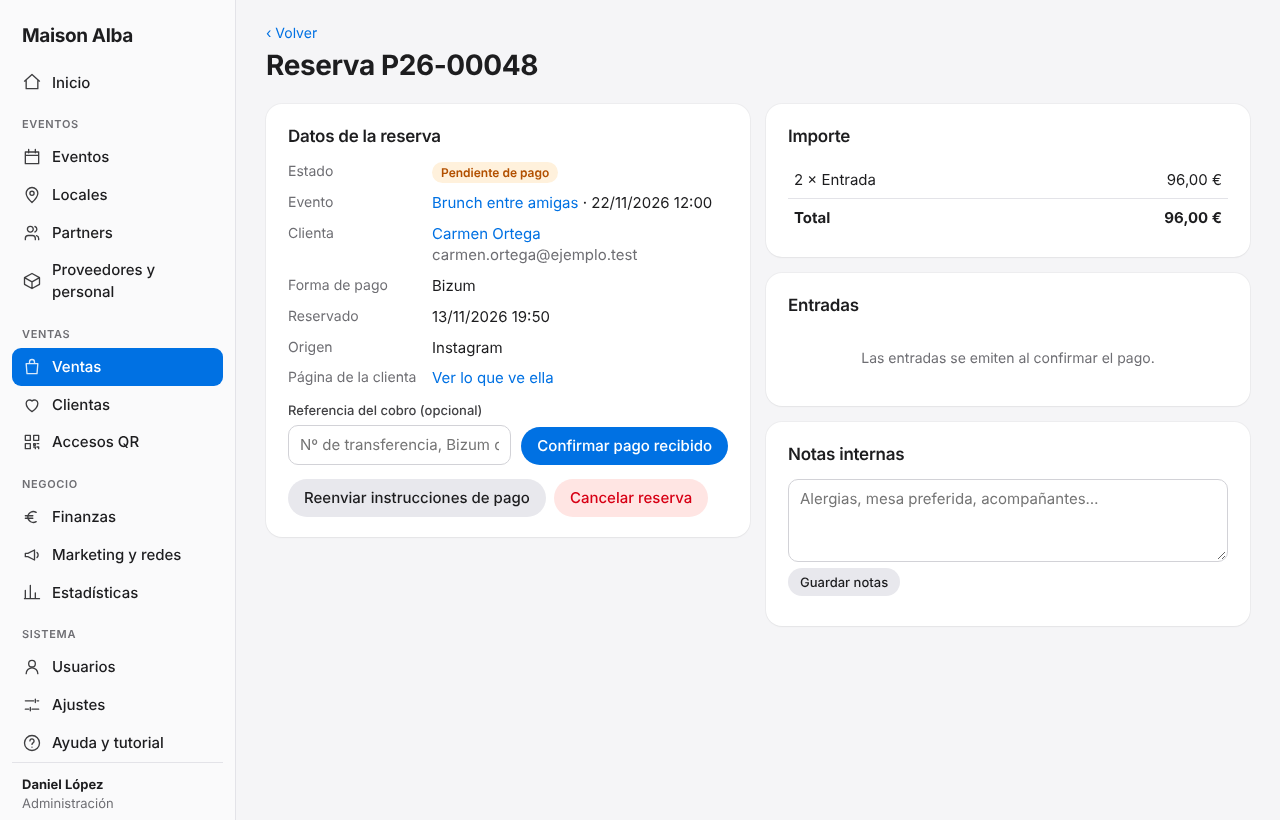 Maison Alba
Inicio
EVENTOS
Eventos
Locales
Partners
Proveedores y
personal
VENTAS
Ventas
Clientas
Accesos QR
NEGOCIO
Finanzas
Marketing y redes
Estadísticas
SISTEMA
Usuarios
Ajustes
Ayuda y tutorial
Daniel López
Administración
‹ Volver
Reserva P26-00048
Datos de la reserva
Estado Pendiente de pago
Evento Brunch entre amigas · 22/11/2026 12:00
Clienta Carmen Ortega
carmen.ortega@ejemplo.test
Forma de pago Bizum
Reservado 13/11/2026 19:50
Origen Instagram
Página de la clienta Ver lo que ve ella
Referencia del cobro (opcional)
Nº de transferencia, Bizum Confirmar pago recibido
Reenviar instrucciones de pago Cancelar reserva
Importe
2 × Entrada 96,00 €
Total 96,00 €
Entradas
Las entradas se emiten al confirmar el pago.
Notas internas
Alergias, mesa preferida, acompañantes...
Guardar notas